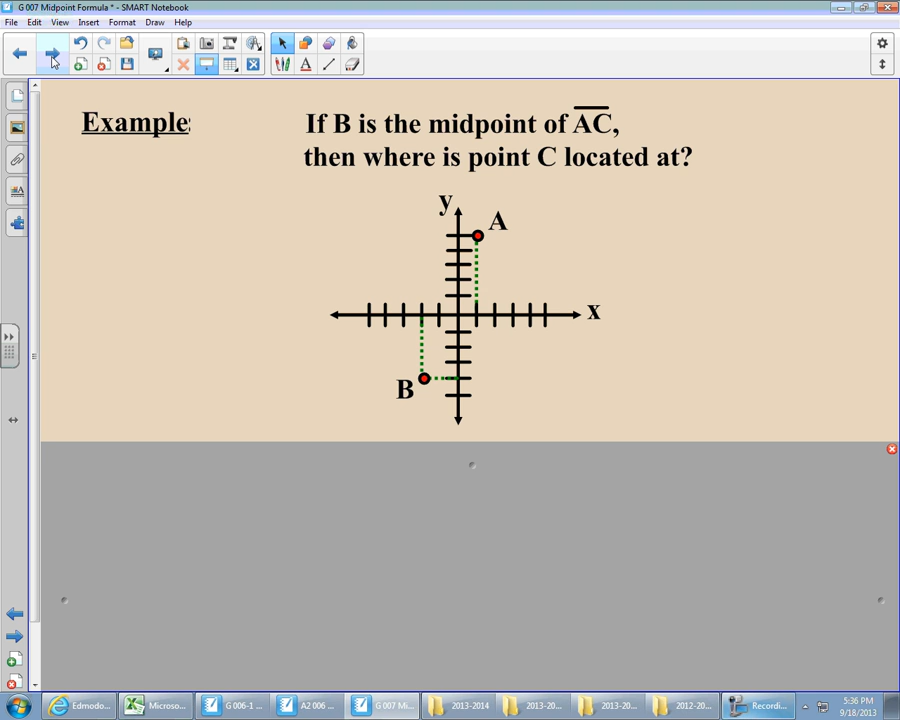 G 007 Midpoint Formula * - SMART Notebook
File Edit View Insert Format Draw Help
Example:
If B is the midpoint of AC,
then where is point C located at?
y
A
x
B
Edmodo...
Microso...
G 006-1 ...
A2 006 ...
G 007 Mi...
2013-2014
2013-20...
2013-20...
2012-20...
Recordi...
5:36 PM
9/18/2013